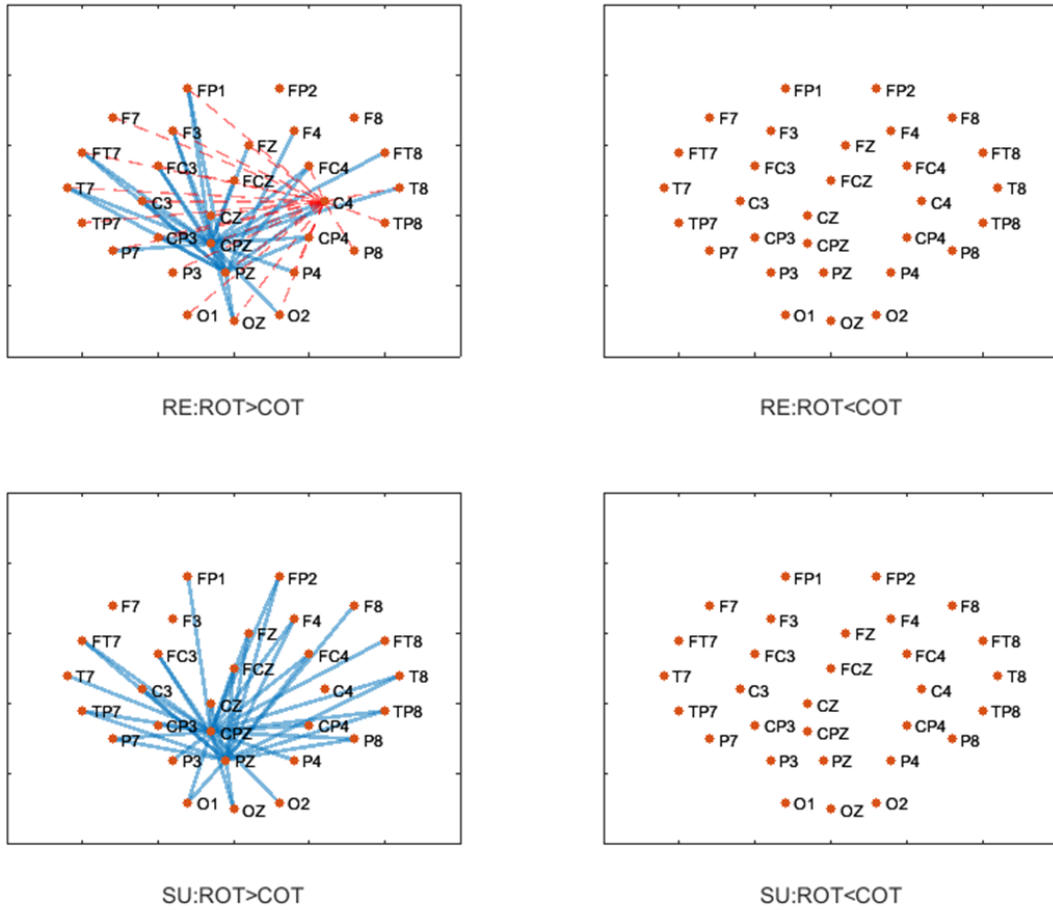 FP1 FP2
F7 F3 FZ F4 F8
FT7 FC3 FCZ FC4 FT8
T7 C3 CZ C4 T8
TP7 CP3 CPZ CP4 TP8
P7 P3 PZ P4 P8
O1 OZ O2
RE:ROT>COT
FP1 FP2
F7 F3 FZ F4 F8
FT7 FC3 FCZ FC4 FT8
T7 C3 CZ C4 T8
TP7 CP3 CPZ CP4 TP8
P7 P3 PZ P4 P8
O1 OZ O2
RE:ROT<COT
FP1 FP2
F7 F3 FZ F4 F8
FT7 FC3 FCZ FC4 FT8
T7 C3 CZ C4 T8
TP7 CP3 CPZ CP4 TP8
P7 P3 PZ P4 P8
O1 OZ O2
SU:ROT>COT
FP1 FP2
F7 F3 FZ F4 F8
FT7 FC3 FCZ FC4 FT8
T7 C3 CZ C4 T8
TP7 CP3 CPZ CP4 TP8
P7 P3 PZ P4 P8
O1 OZ O2
SU:ROT<COT